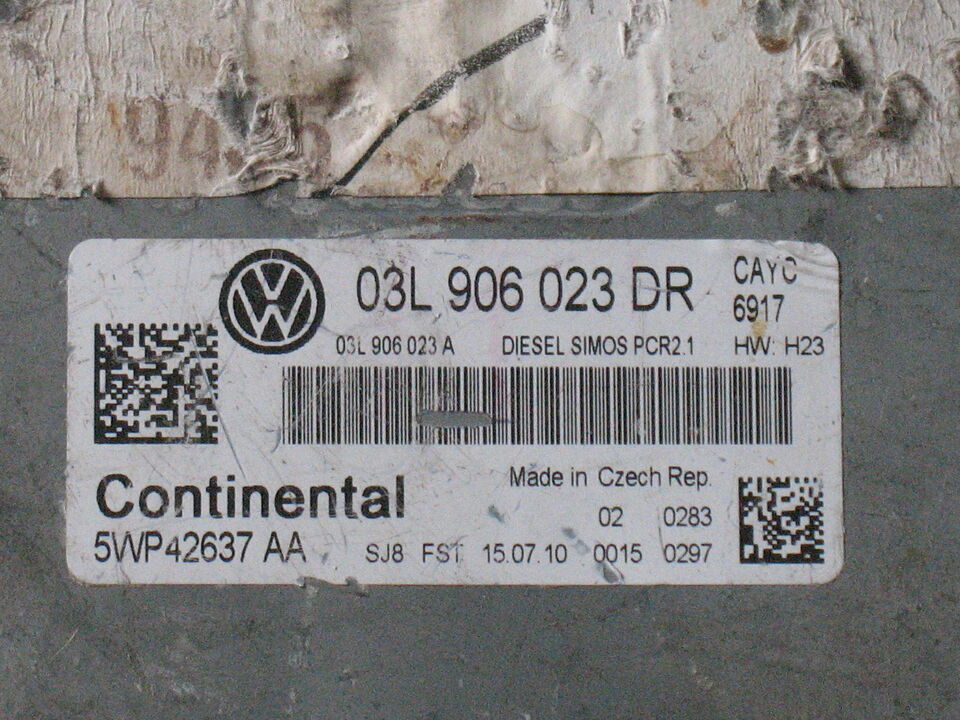 03L 906 023 DR
CAYC
6917
03L 906 023 A DIESEL SIMOS PCR2.1 HW: H23
Made in Czech Rep.
Continental
02 0283
5WP42637 AA SJ8 FST 15.07.10 0015 0297